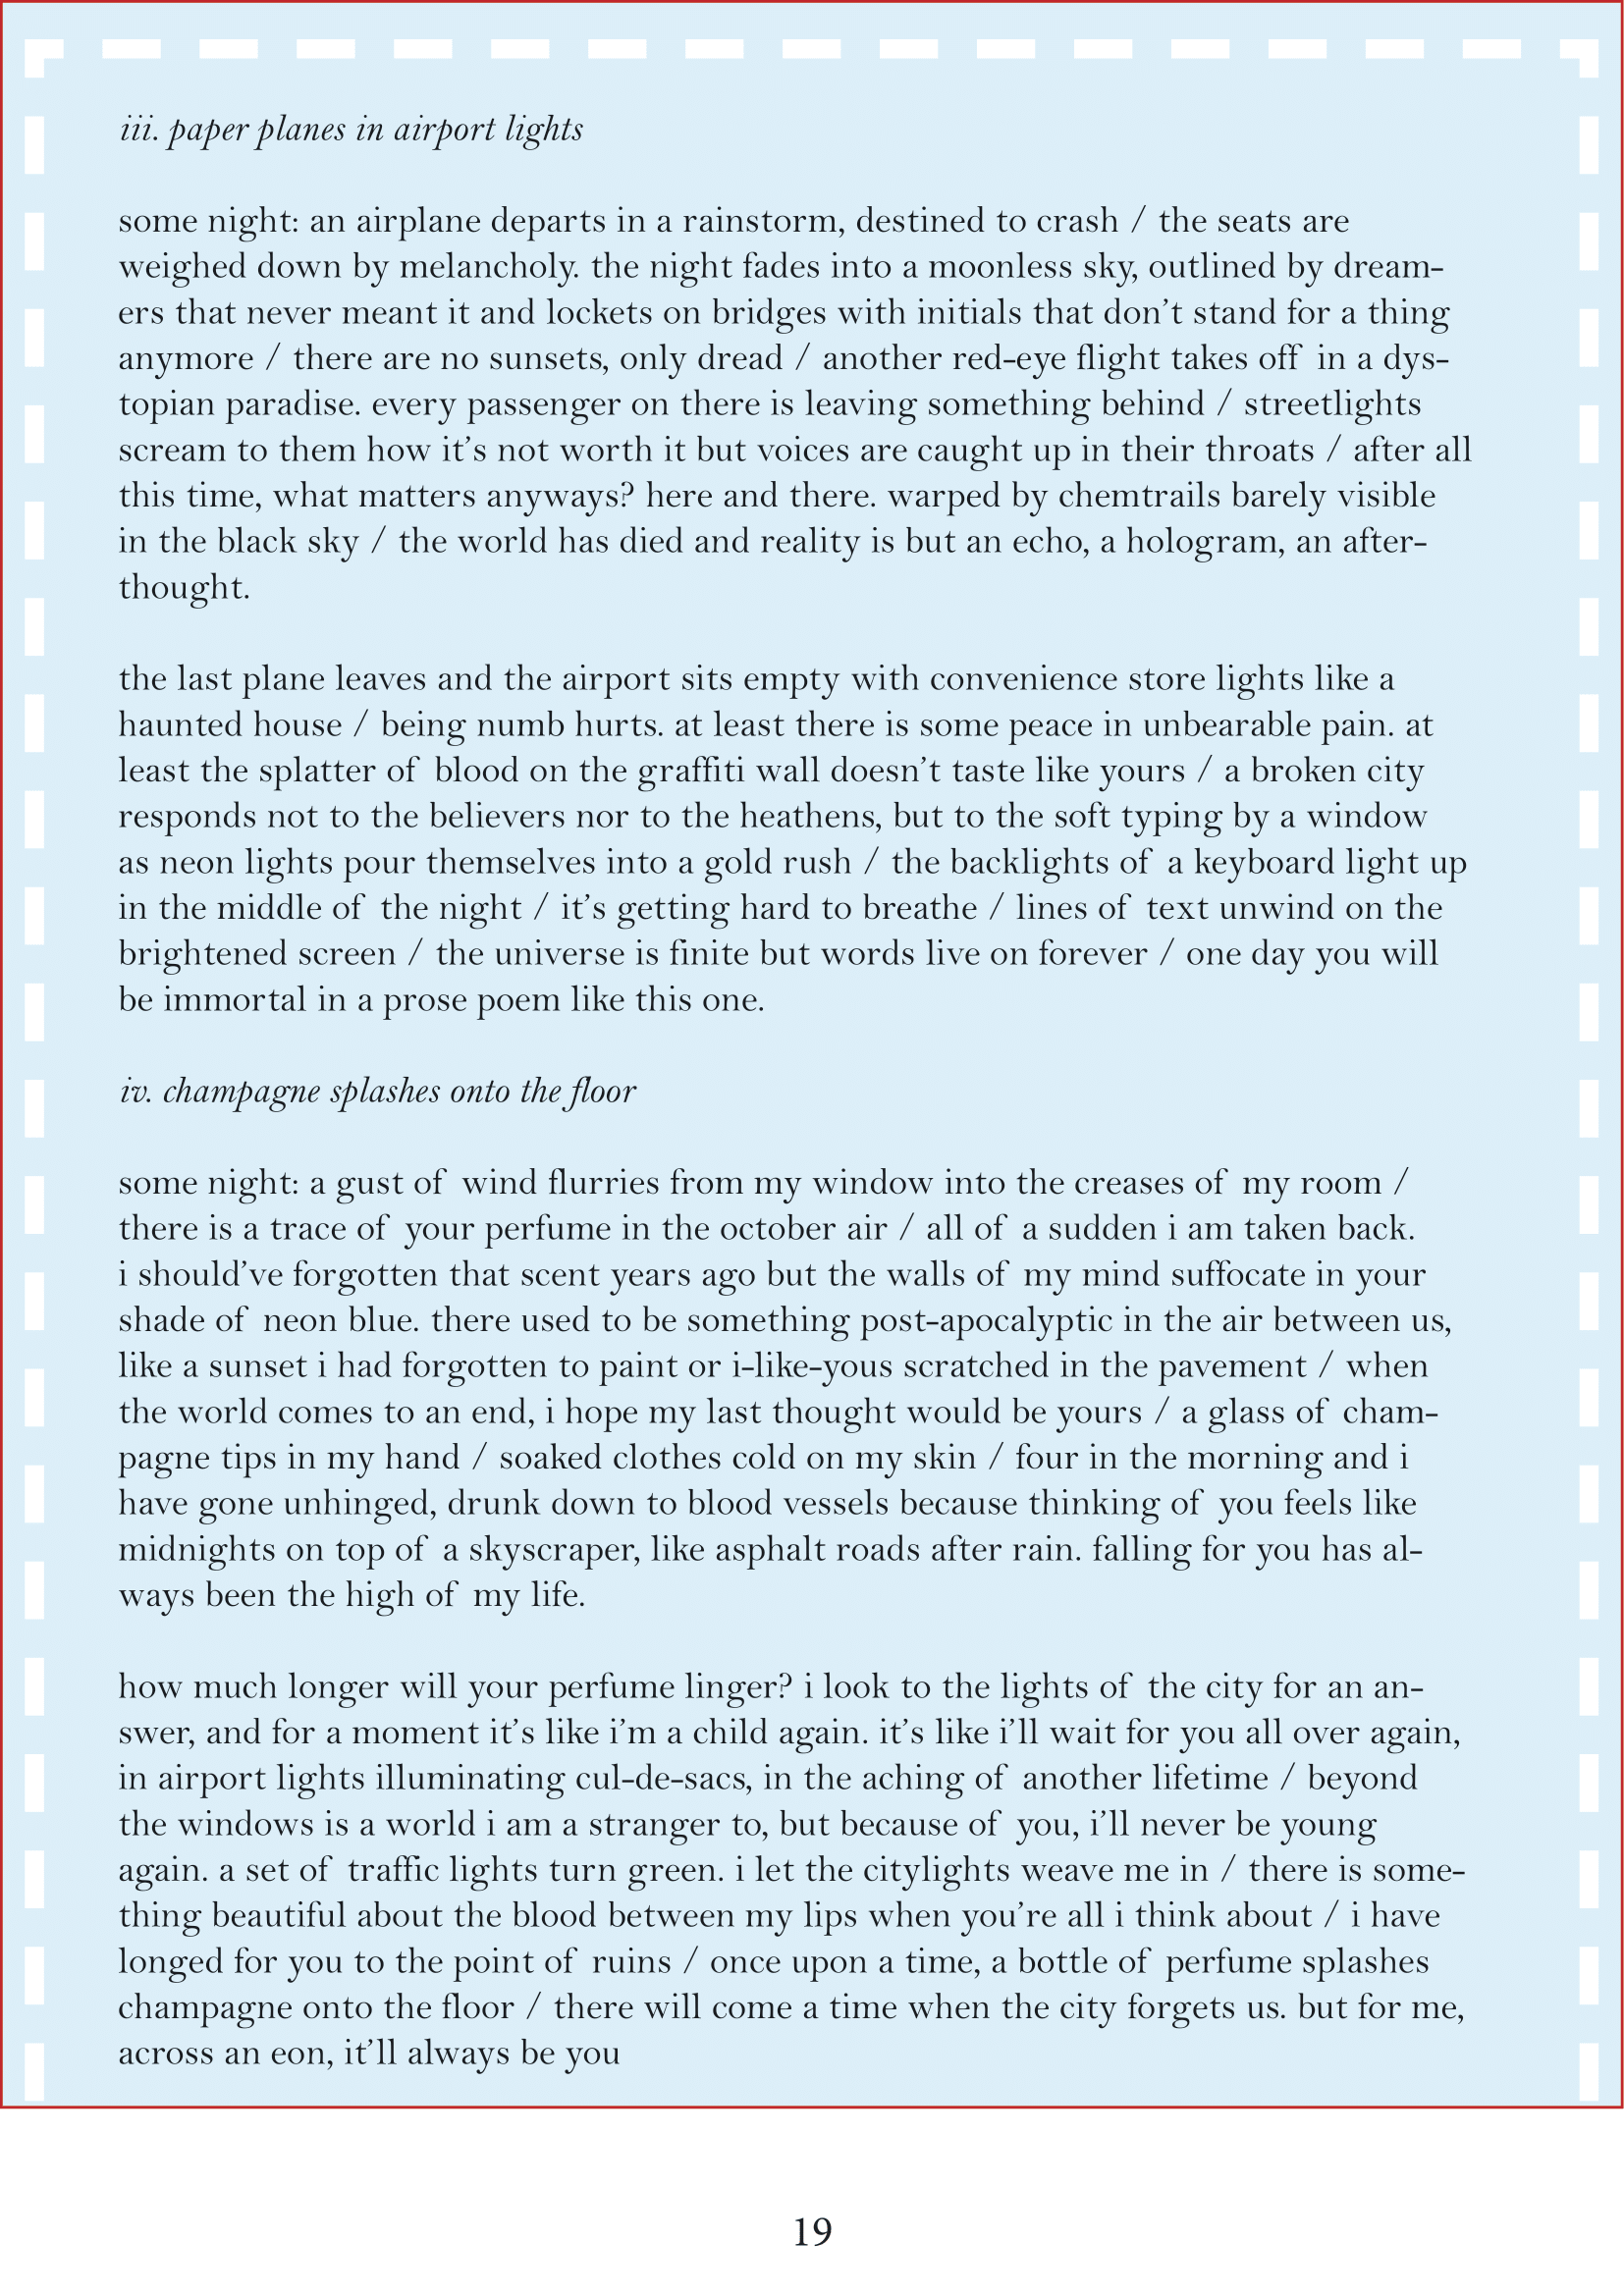 iii. paper planes in airport lights
some night: an airplane departs in a rainstorm, destined to crash / the seats are
weighed down by melancholy. the night fades into a moonless sky, outlined by dream-
ers that never meant it and lockets on bridges with initials that don’t stand for a thing
anymore / there are no sunsets, only dread / another red-eye flight takes off in a dys-
topian paradise. every passenger on there is leaving something behind / streetlights
scream to them how it’s not worth it but voices are caught up in their throats / after all
this time, what matters anyways? here and there. warped by chemtrails barely visible
in the black sky / the world has died and reality is but an echo, a hologram, an after-
thought.
the last plane leaves and the airport sits empty with convenience store lights like a
haunted house / being numb hurts. at least there is some peace in unbearable pain. at
least the splatter of blood on the graffiti wall doesn’t taste like yours / a broken city
responds not to the believers nor to the heathens, but to the soft typing by a window
as neon lights pour themselves into a gold rush / the backlights of a keyboard light up
in the middle of the night / it’s getting hard to breathe / lines of text unwind on the
brightened screen / the universe is finite but words live on forever / one day you will
be immortal in a prose poem like this one.
iv. champagne splashes onto the floor
some night: a gust of wind flurries from my window into the creases of my room /
there is a trace of your perfume in the october air / all of a sudden i am taken back.
i should’ve forgotten that scent years ago but the walls of my mind suffocate in your
shade of neon blue. there used to be something post-apocalyptic in the air between us,
like a sunset i had forgotten to paint or i-like-yous scratched in the pavement / when
the world comes to an end, i hope my last thought would be yours / a glass of cham-
pagne tips in my hand / soaked clothes cold on my skin / four in the morning and i
have gone unhinged, drunk down to blood vessels because thinking of you feels like
midnights on top of a skyscraper, like asphalt roads after rain. falling for you has al-
ways been the high of my life.
how much longer will your perfume linger? i look to the lights of the city for an an-
swer, and for a moment it’s like i’m a child again. it’s like i’ll wait for you all over again,
in airport lights illuminating cul-de-sacs, in the aching of another lifetime / beyond
the windows is a world i am a stranger to, but because of you, i’ll never be young
again. a set of traffic lights turn green. i let the citylights weave me in / there is some-
thing beautiful about the blood between my lips when you’re all i think about / i have
longed for you to the point of ruins / once upon a time, a bottle of perfume splashes
champagne onto the floor / there will come a time when the city forgets us. but for me,
across an eon, it’ll always be you
19